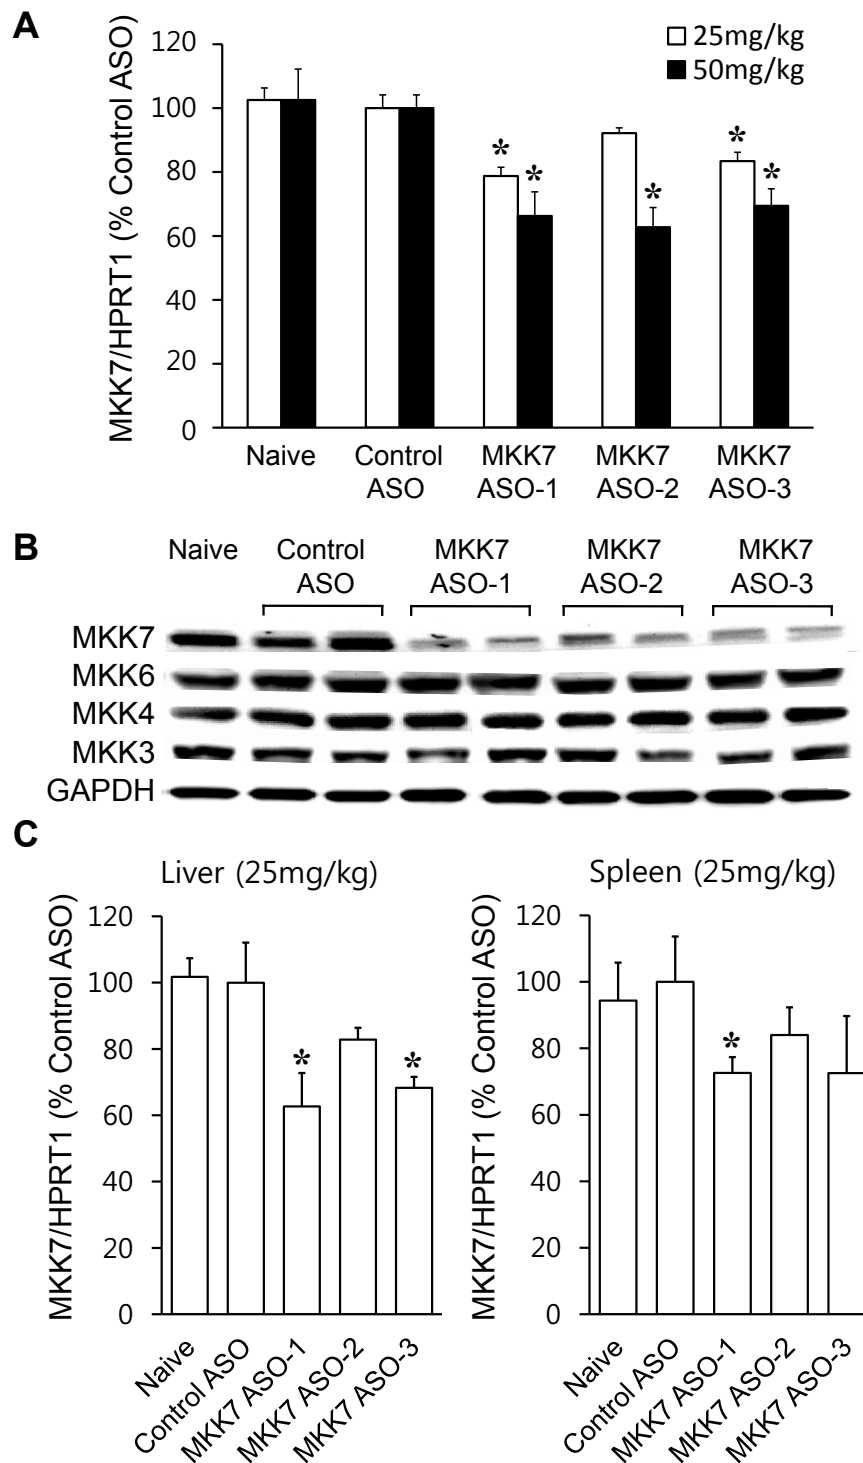 A
MKK7/HPRT1 (% Control ASO)
120
100
80
60
40
20
0
25mg/kg
50mg/kg
* * * * *
Naive Control ASO MKK7 ASO-1 MKK7 ASO-2 MKK7 ASO-3
B
Naive Control ASO MKK7 ASO-1 MKK7 ASO-2 MKK7 ASO-3
MKK7
MKK6
MKK4
MKK3
GAPDH
C
Liver (25mg/kg)
MKK7/HPRT1 (% Control ASO)
120
100
80
60
40
20
0
* *
Naive
Control ASO
MKK7 ASO-1
MKK7 ASO-2
MKK7 ASO-3
Spleen (25mg/kg)
MKK7/HPRT1 (% Control ASO)
120
100
80
60
40
20
0
*
Naive
Control ASO
MKK7 ASO-1
MKK7 ASO-2
MKK7 ASO-3